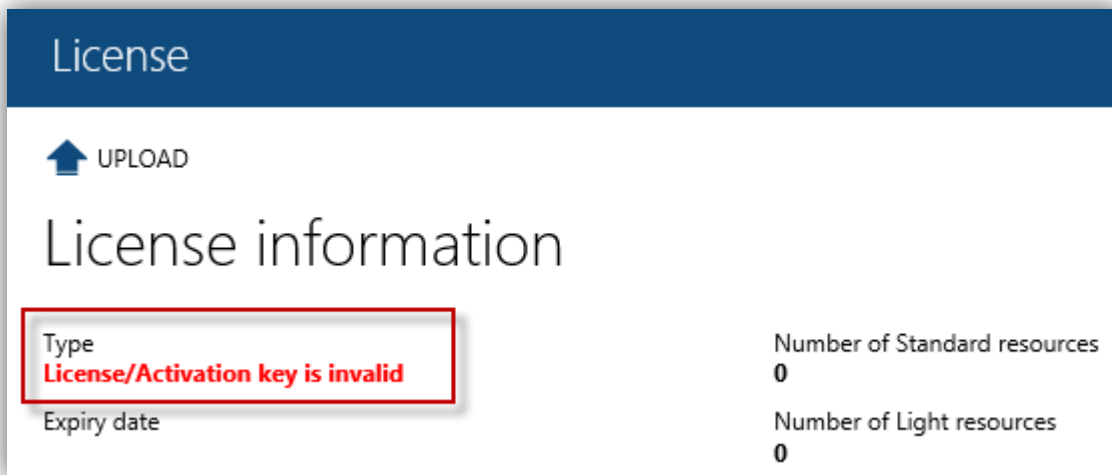 License
UPLOAD
License information
Type
License/Activation key is invalid
Expiry date
Number of Standard resources
0
Number of Light resources
0